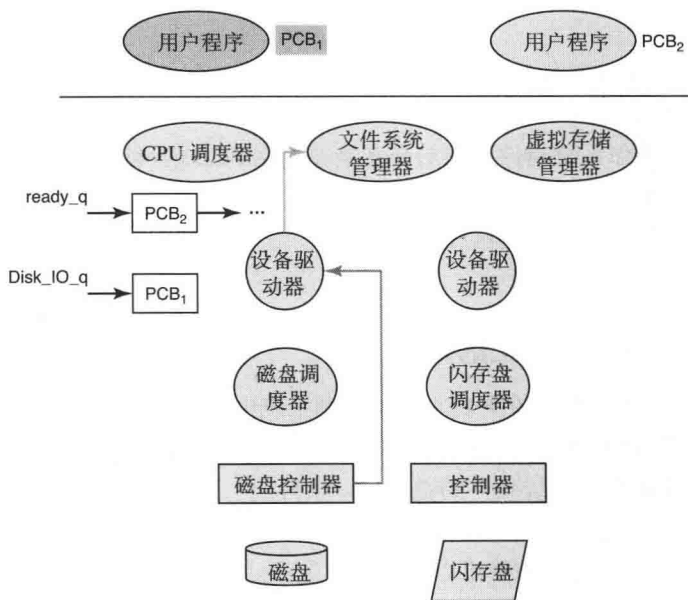 用户程序
PCB₁
用户程序
PCB₂
CPU 调度器
文件系统
管理器
虚拟存储
管理器
ready_q
PCB₂
...
Disk_IO_q
PCB₁
设备驱
动器
设备驱
动器
磁盘调
度器
闪存盘
调度器
磁盘控制器
控制器
磁盘
闪存盘